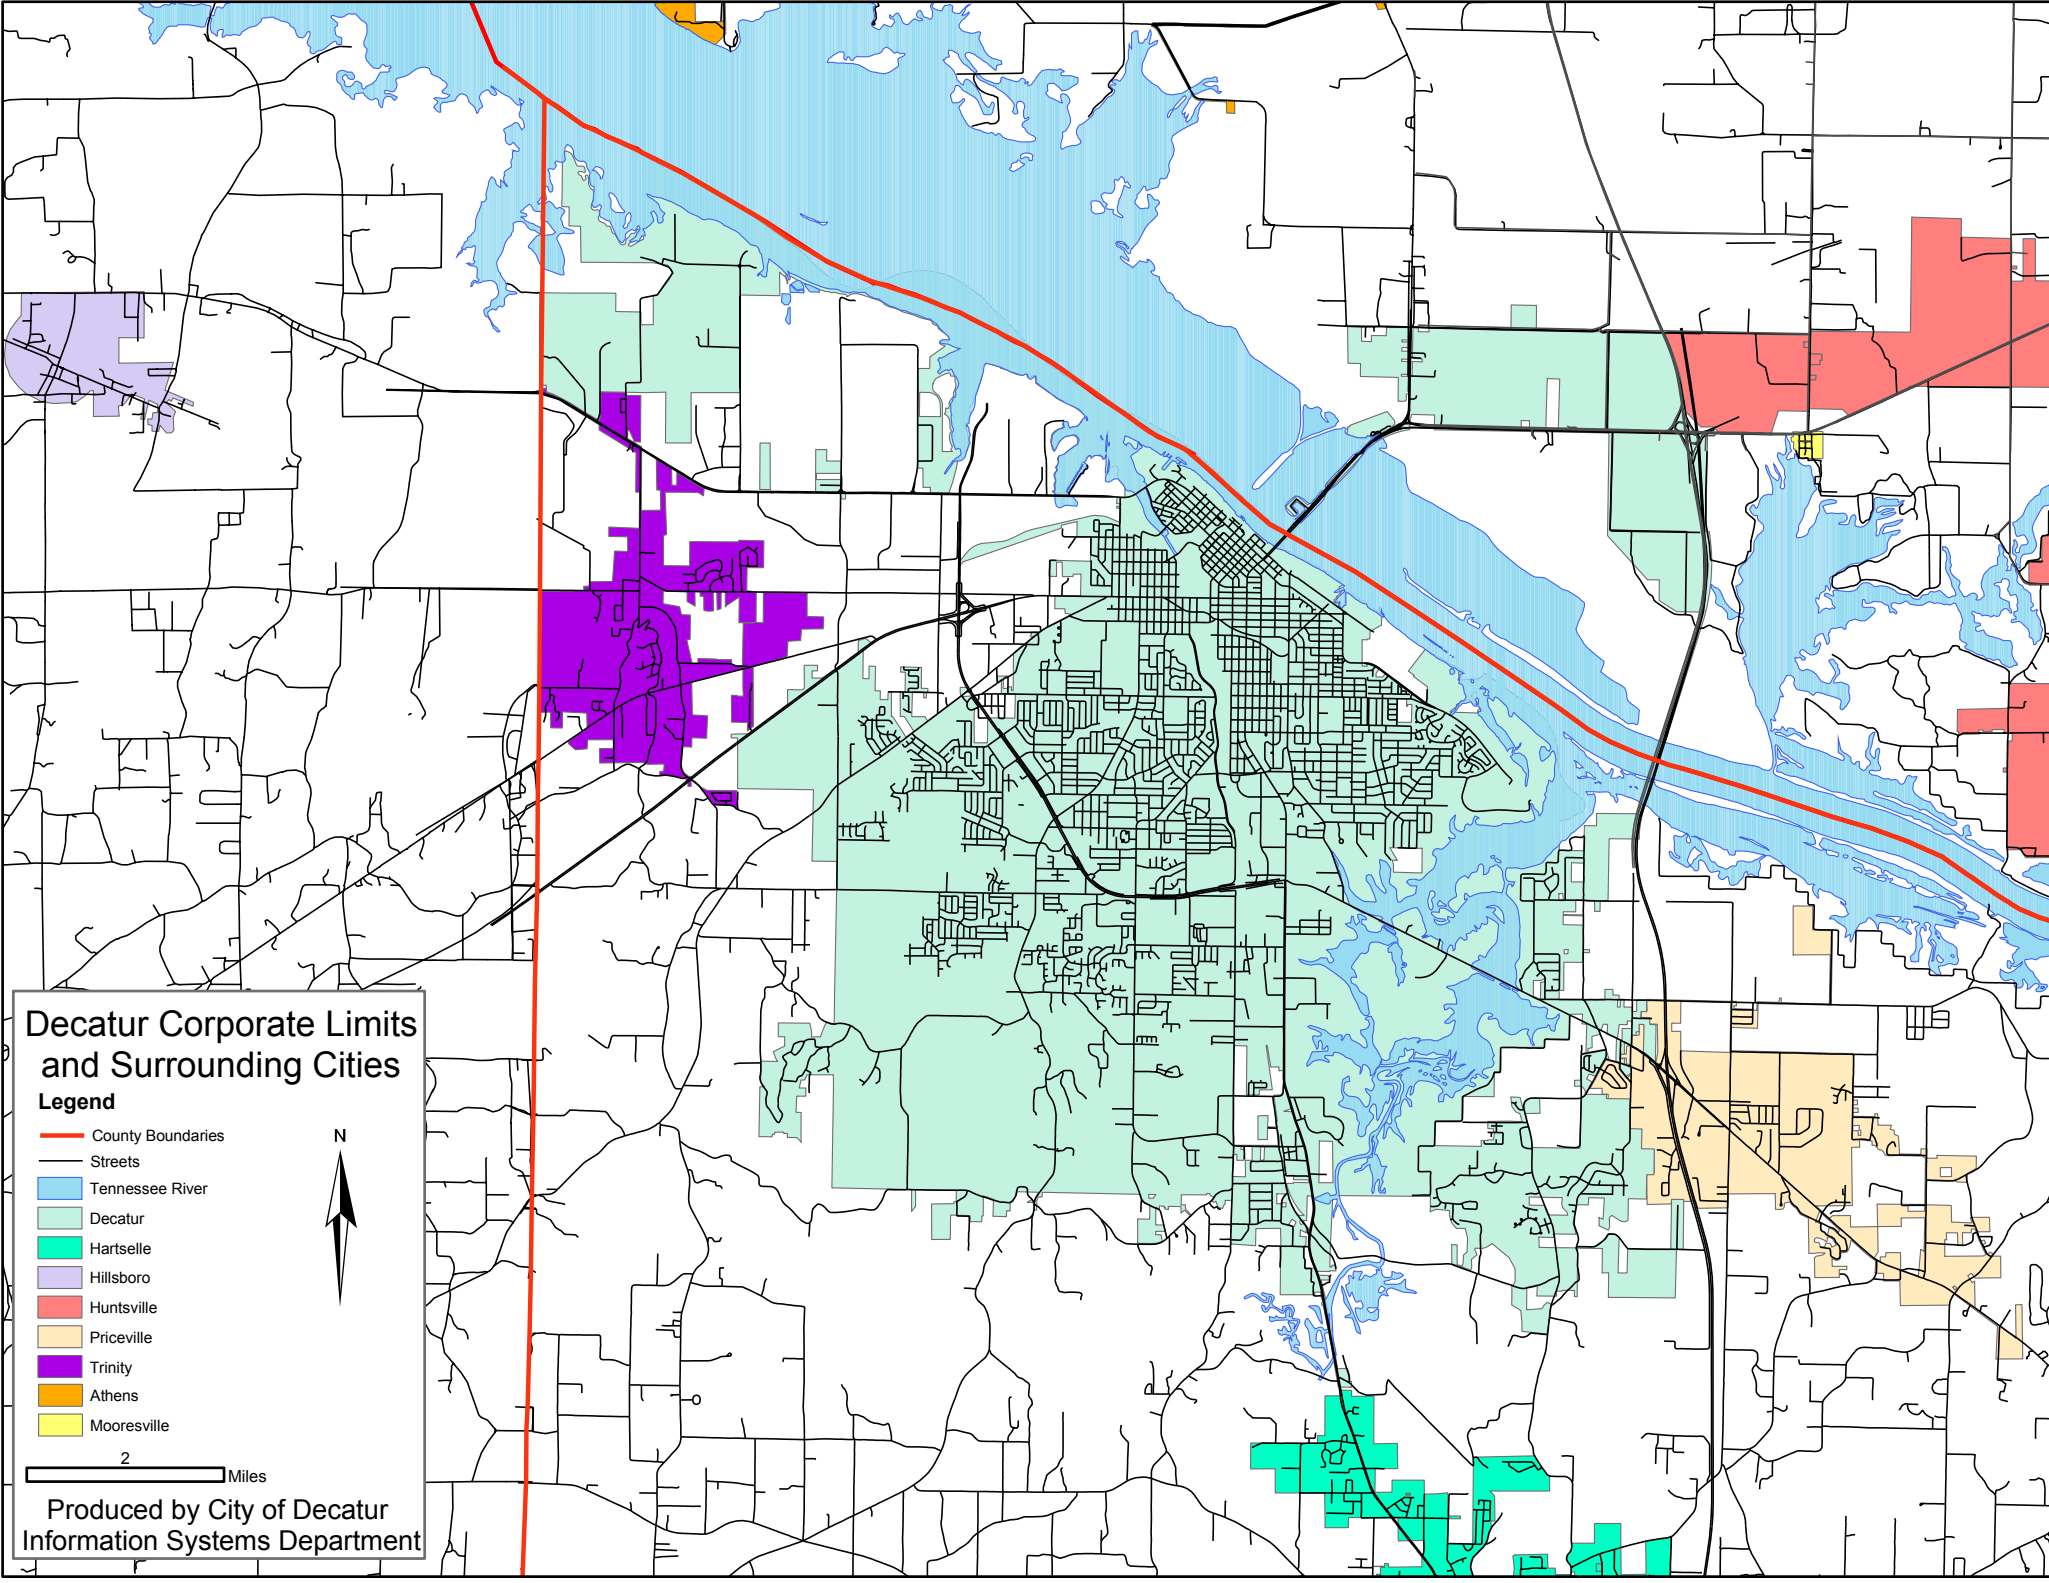 Decatur Corporate Limits
and Surrounding Cities
Legend
County Boundaries
N
Streets
Tennessee River
Decatur
Hartselle
Hillsboro
Huntsville
Priceville
Trinity
Athens
Mooresville
2
Miles
Produced by City of Decatur
Information Systems Department